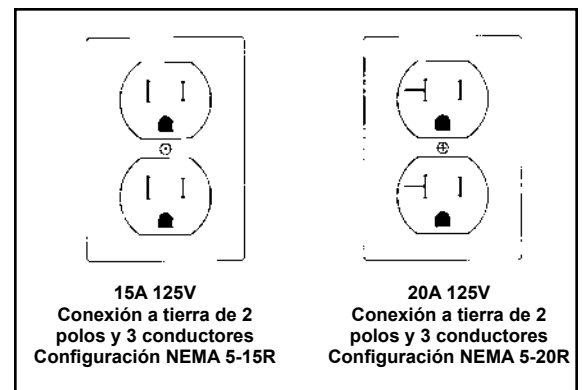 15A 125V
Conexión a tierra de 2
polos y 3 conductores
Configuración NEMA 5-15R
20A 125V
Conexión a tierra de 2
polos y 3 conductores
Configuración NEMA 5-20R